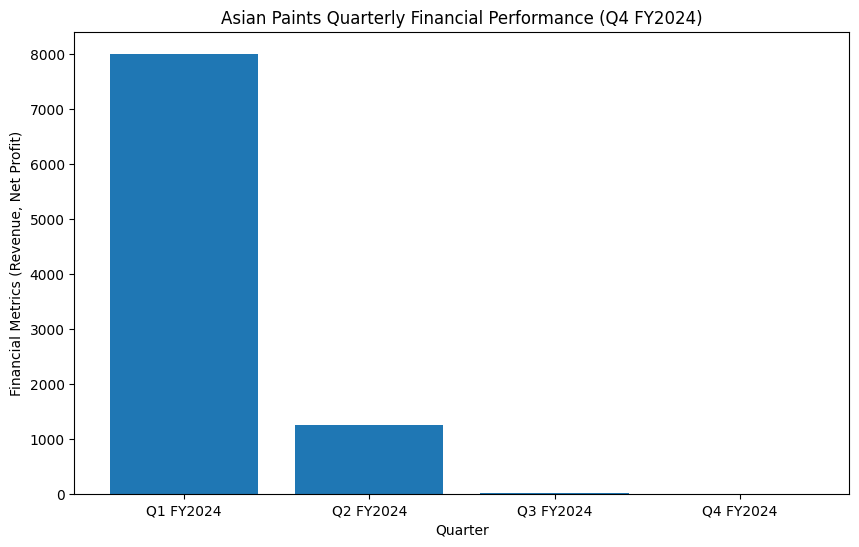 Asian Paints Quarterly Financial Performance (Q4 FY2024)
8000
7000
6000
5000
4000
3000
2000
1000
0
Financial Metrics (Revenue, Net Profit)
Q1 FY2024 Q2 FY2024 Q3 FY2024 Q4 FY2024
Quarter